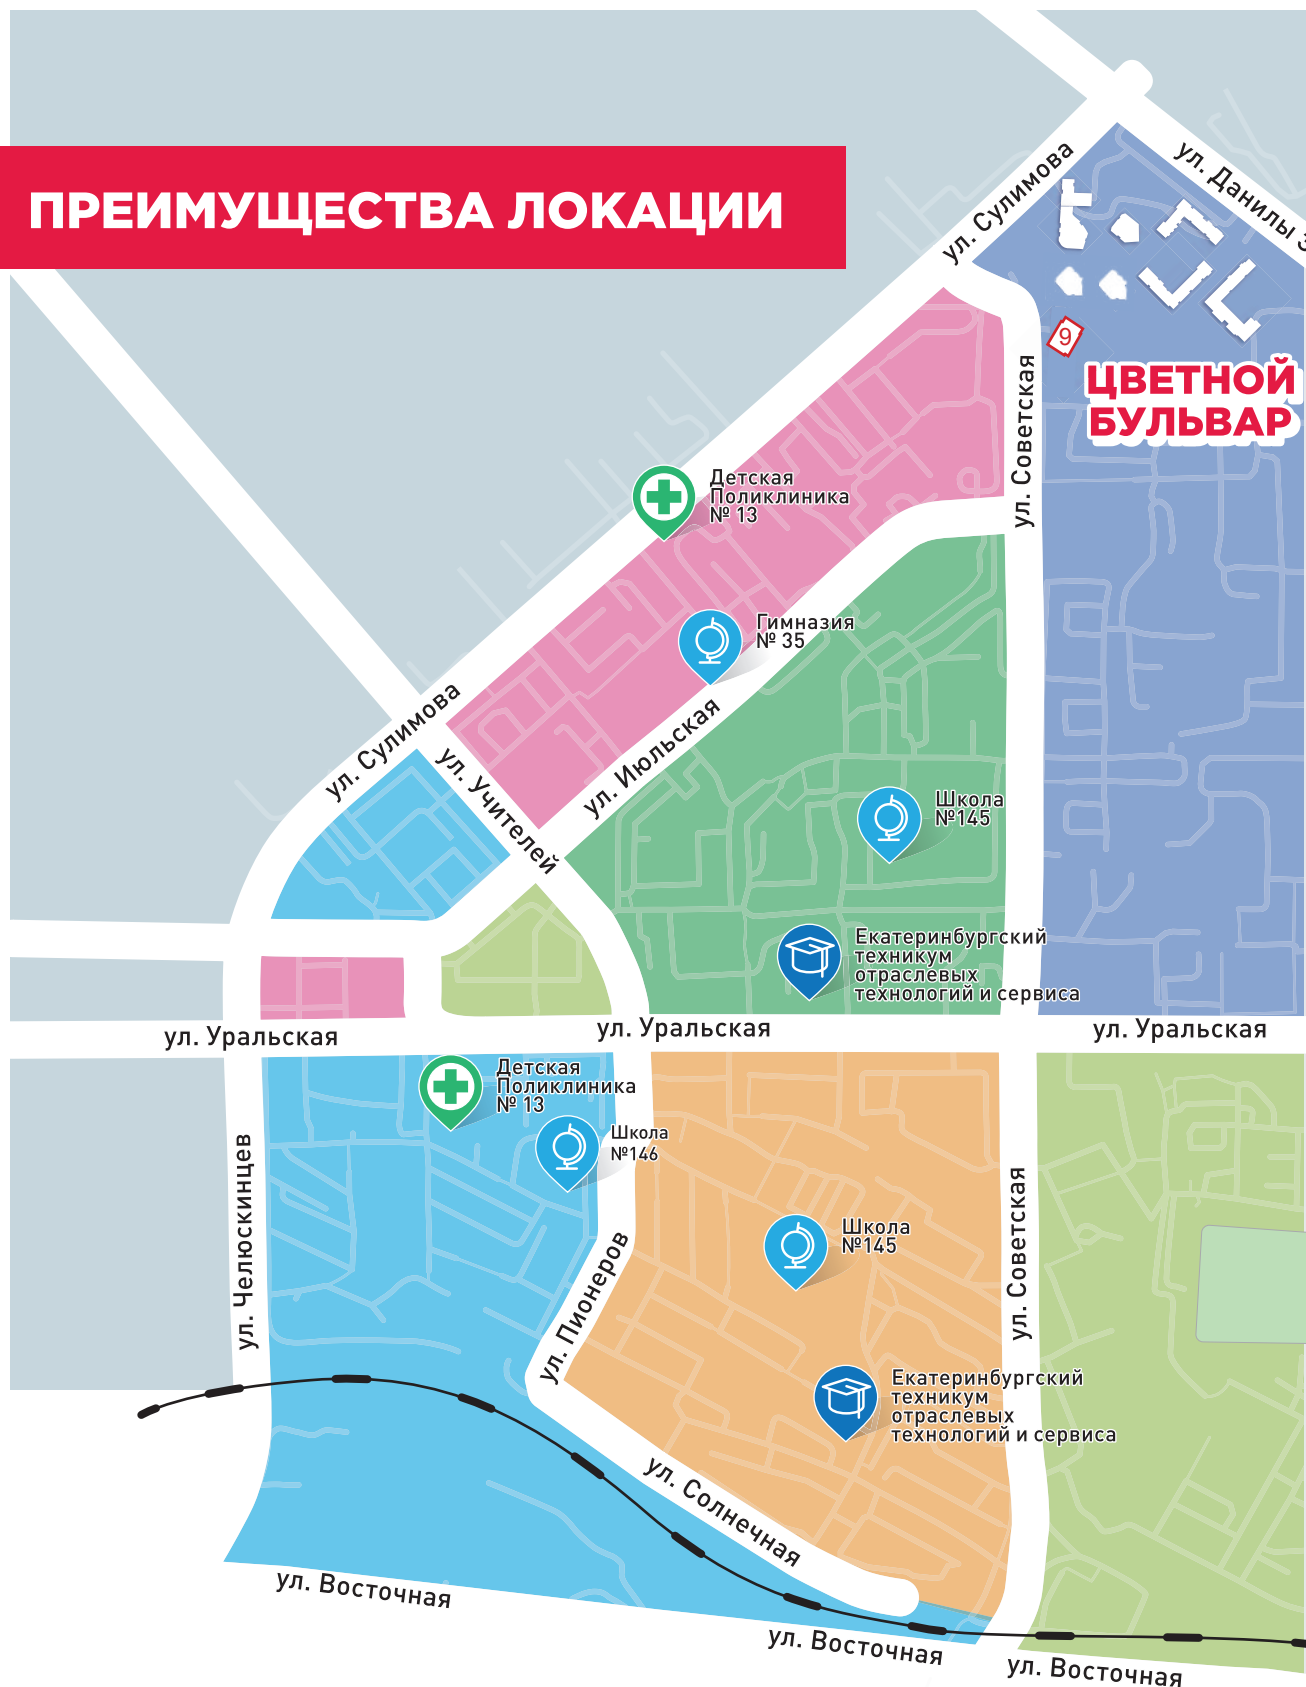 ПРЕИМУЩЕСТВА ЛОКАЦИИ
ул. Сулимова
ул. Данилы З
9
ЦВЕТНОЙ
БУЛЬВАР
ул. Советская
Детская
Поликлиника
№ 13
Гимназия
№ 35
ул. Сулимова
ул. Учителей
ул. Июльская
Школа
№145
Екатеринбургский
техникум
отраслевых
технологий и сервиса
ул. Уральская
ул. Уральская
ул. Уральская
Детская
Поликлиника
№ 13
Школа
№146
ул. Челюскинцев
ул. Пионеров
Школа
№145
ул. Советская
Екатеринбургский
техникум
отраслевых
технологий и сервиса
ул. Солнечная
ул. Восточная
ул. Восточная
ул. Восточная